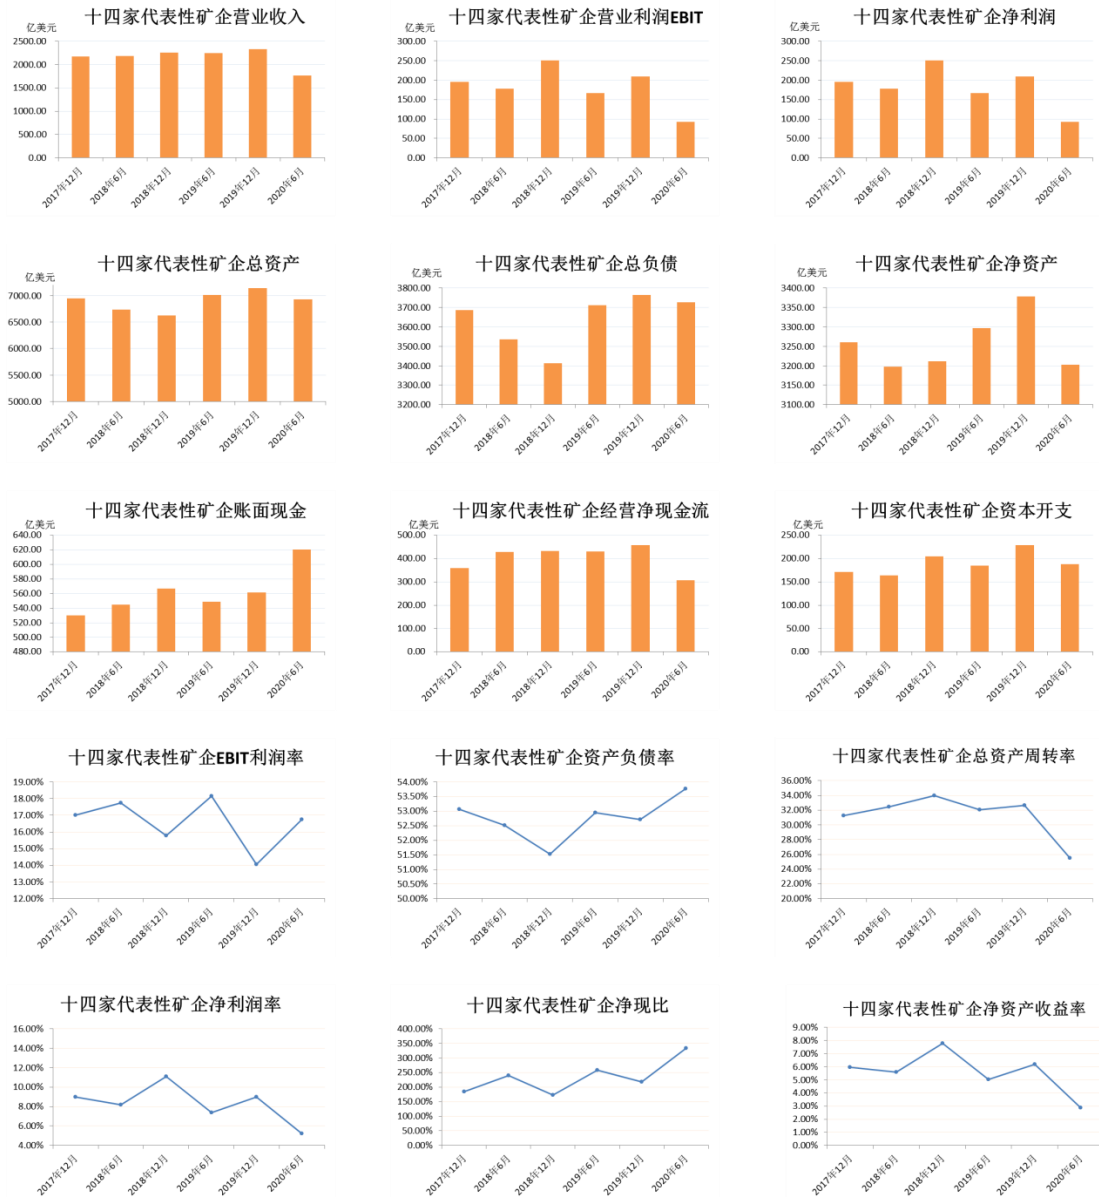 十四家代表性矿企营业收入
亿美元
2500.00
2000.00
1500.00
1000.00
500.00
0.00
2017年12月
2018年6月
2018年12月
2019年6月
2019年12月
2020年6月
十四家代表性矿企营业利润EBIT
亿美元
300.00
250.00
200.00
150.00
100.00
50.00
0.00
2017年12月
2018年6月
2018年12月
2019年6月
2019年12月
2020年6月
十四家代表性矿企净利润
亿美元
300.00
250.00
200.00
150.00
100.00
50.00
0.00
2017年12月
2018年6月
2018年12月
2019年6月
2019年12月
2020年6月
十四家代表性矿企总资产
亿美元
7000.00
6500.00
6000.00
5500.00
5000.00
2017年12月
2018年6月
2018年12月
2019年6月
2019年12月
2020年6月
十四家代表性矿企总负债
亿美元
3800.00
3700.00
3600.00
3500.00
3400.00
3300.00
3200.00
2017年12月
2018年6月
2018年12月
2019年6月
2019年12月
2020年6月
十四家代表性矿企净资产
亿美元
3400.00
3350.00
3300.00
3250.00
3200.00
3150.00
3100.00
2017年12月
2018年6月
2018年12月
2019年6月
2019年12月
2020年6月
十四家代表性矿企账面现金
亿美元
640.00
620.00
600.00
580.00
560.00
540.00
520.00
500.00
480.00
2017年12月
2018年6月
2018年12月
2019年6月
2019年12月
2020年6月
十四家代表性矿企经营净现金流
亿美元
500.00
400.00
300.00
200.00
100.00
0.00
2017年12月
2018年6月
2018年12月
2019年6月
2019年12月
2020年6月
十四家代表性矿企资本开支
亿美元
250.00
200.00
150.00
100.00
50.00
0.00
2017年12月
2018年6月
2018年12月
2019年6月
2019年12月
2020年6月
十四家代表性矿企EBIT利润率
19.00%
18.00%
17.00%
16.00%
15.00%
14.00%
13.00%
12.00%
2017年12月
2018年6月
2018年12月
2019年6月
2019年12月
2020年6月
十四家代表性矿企资产负债率
54.00%
53.50%
53.00%
52.50%
52.00%
51.50%
51.00%
50.50%
50.00%
2017年12月
2018年6月
2018年12月
2019年6月
2019年12月
2020年6月
十四家代表性矿企总资产周转率
36.00%
34.00%
32.00%
30.00%
28.00%
26.00%
24.00%
22.00%
20.00%
2017年12月
2018年6月
2018年12月
2019年6月
2019年12月
2020年6月
十四家代表性矿企净利润率
16.00%
14.00%
12.00%
10.00%
8.00%
6.00%
4.00%
2017年12月
2018年6月
2018年12月
2019年6月
2019年12月
2020年6月
十四家代表性矿企净现比
400.00%
350.00%
300.00%
250.00%
200.00%
150.00%
100.00%
50.00%
0.00%
2017年12月
2018年6月
2018年12月
2019年6月
2019年12月
2020年6月
十四家代表性矿企净资产收益率
9.00%
8.00%
7.00%
6.00%
5.00%
4.00%
3.00%
2.00%
1.00%
0.00%
2017年12月
2018年6月
2018年12月
2019年6月
2019年12月
2020年6月